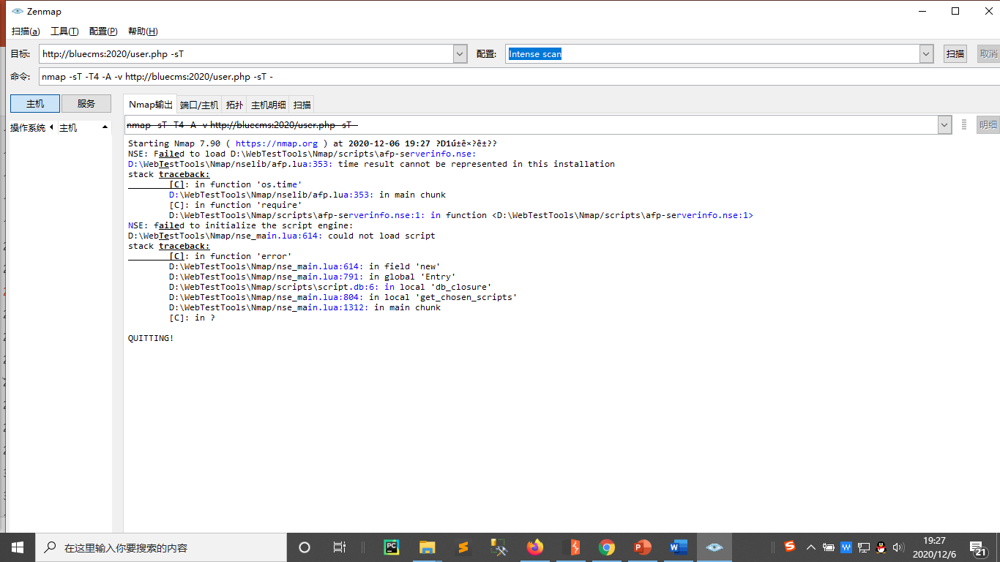 Zenmap
扫描(a) 工具(T) 配置(P) 帮助(H)
目标: http://bluecms:2020/user.php -sT 配置: Intense scan 扫描 取消
命令: nmap -sT -T4 -A -v http://bluecms:2020/user.php -sT -
主机 服务 Nmap输出 端口/主机 拓扑 主机明细 扫描
操作系统 主机 nmap -sT -T4 -A -v http://bluecms:2020/user.php -sT - 明细
Starting Nmap 7.90 ( https://nmap.org ) at 2020-12-06 19:27 ?D1ú±ê×?ê±??
NSE: Failed to load D:\WebTestTools\Nmap/scripts\afp-serverinfo.nse:
D:\WebTestTools\Nmap/nselib/afp.lua:353: time result cannot be represented in this installation
stack traceback:
[C]: in function 'os.time'
D:\WebTestTools\Nmap/nselib/afp.lua:353: in main chunk
[C]: in function 'require'
D:\WebTestTools\Nmap/scripts\afp-serverinfo.nse:1: in function <D:\WebTestTools\Nmap/scripts\afp-serverinfo.nse:1>
NSE: failed to initialize the script engine:
D:\WebTestTools\Nmap/nse_main.lua:614: could not load script
stack traceback:
[C]: in function 'error'
D:\WebTestTools\Nmap/nse_main.lua:614: in field 'new'
D:\WebTestTools\Nmap/nse_main.lua:791: in global 'Entry'
D:\WebTestTools\Nmap/scripts\script.db:6: in local 'db_closure'
D:\WebTestTools\Nmap/nse_main.lua:804: in local 'get_chosen_scripts'
D:\WebTestTools\Nmap/nse_main.lua:1312: in main chunk
[C]: in ?
QUITTING!
在这里输入你要搜索的内容
19:27
2020/12/6
21